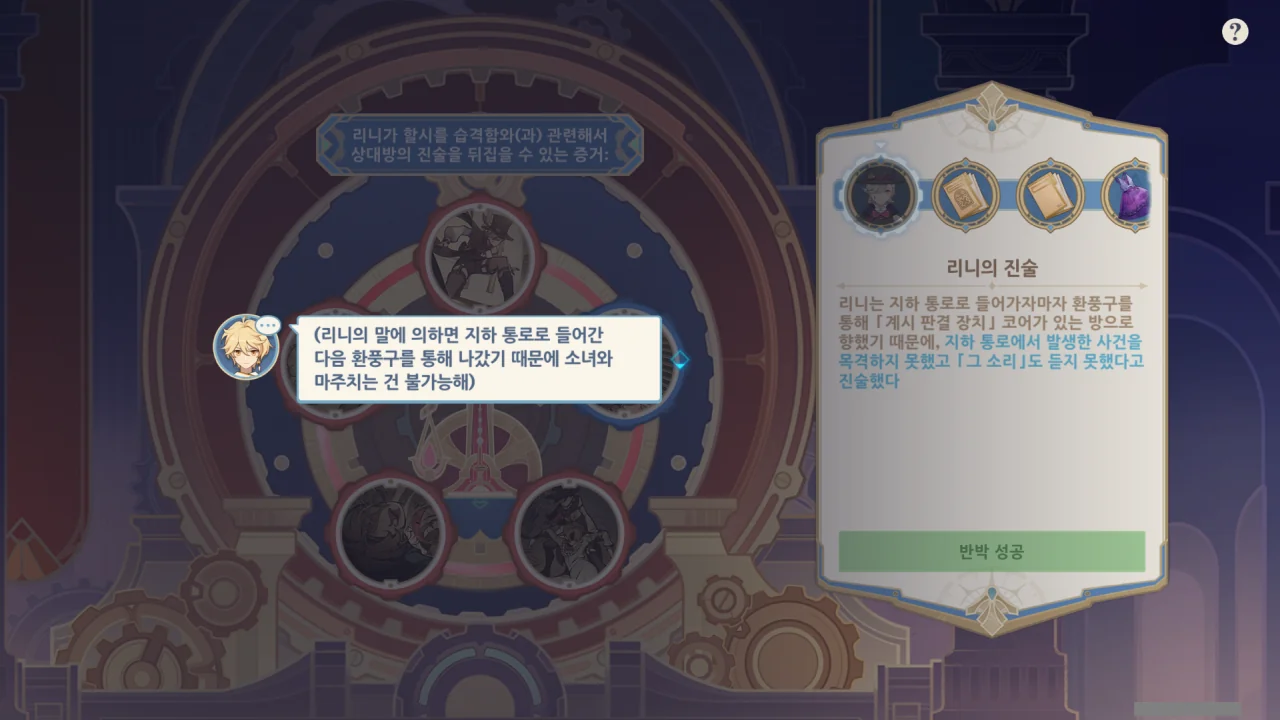 ?
리니가 할시를 습격함와(과) 관련해서
상대방의 진술을 뒤집을 수 있는 증거:
(리니의 말에 의하면 지하 통로로 들어간
다음 환풍구를 통해 나갔기 때문에 소녀와
마주치는 건 불가능해)
리니의 진술
리니는 지하 통로로 들어가자마자 환풍구를
통해 「계시 판결 장치」 코어가 있는 방으로
향했기 때문에, 지하 통로에서 발생한 사건을
목격하지 못했고 「그 소리」도 듣지 못했다고
진술했다
반박 성공